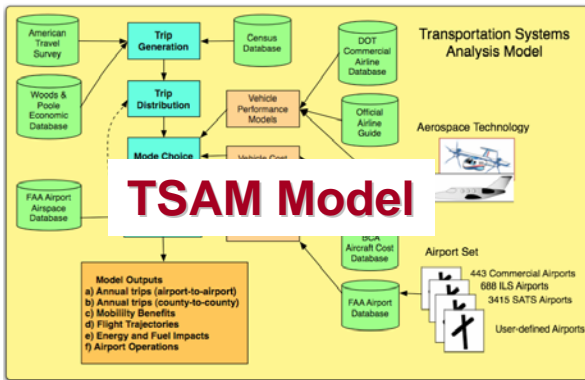 Transportation Systems
Analysis Model
American
Travel
Survey
Trip
Generation
Census
Database
DOT
Commercial
Airline
Database
Woods &
Poole
Economic
Database
Trip
Distribution
Vehicle
Performance
Models
Official
Airline
Guide
Aerospace Technology
Mode Choice
Vehicle Cost
TSAM Model
FAA Airport
Airspace
Database
BCA
Aircraft Cost
Database
Airport Set
443 Commercial Airports
688 ILS Airports
3415 SATS Airports
User-defined Airports
FAA Airport
Database
Model Outputs
a) Annual trips (airport-to-airport)
b) Annual trips (county-to-county)
c) Mobility Benefits
d) Flight Trajectories
e) Energy and Fuel Impacts
f) Airport Operations